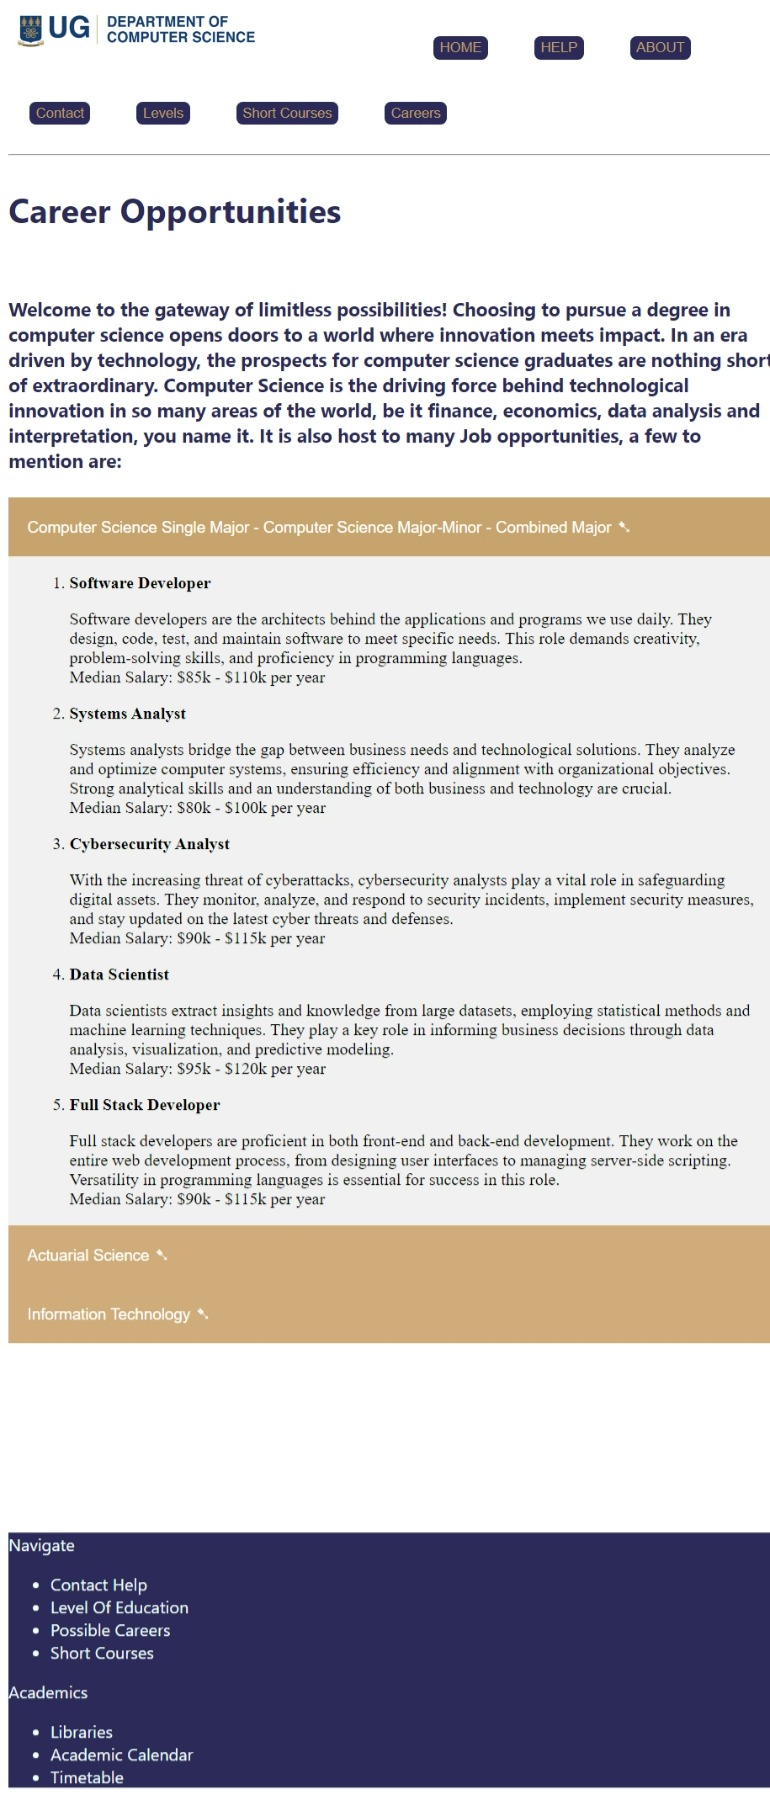 UG DEPARTMENT OF
COMPUTER SCIENCE
HOME HELP ABOUT
Contact Levels Short Courses Careers
Career Opportunities
Welcome to the gateway of limitless possibilities! Choosing to pursue a degree in
computer science opens doors to a world where innovation meets impact. In an era
driven by technology, the prospects for computer science graduates are nothing short
of extraordinary. Computer Science is the driving force behind technological
innovation in so many areas of the world, be it finance, economics, data analysis and
interpretation, you name it. It is also host to many Job opportunities, a few to
mention are:
Computer Science Single Major - Computer Science Major-Minor - Combined Major ➷
1. Software Developer
Software developers are the architects behind the applications and programs we use daily. They
design, code, test, and maintain software to meet specific needs. This role demands creativity,
problem-solving skills, and proficiency in programming languages.
Median Salary: $85k - $110k per year
2. Systems Analyst
Systems analysts bridge the gap between business needs and technological solutions. They analyze
and optimize computer systems, ensuring efficiency and alignment with organizational objectives.
Strong analytical skills and an understanding of both business and technology are crucial.
Median Salary: $80k - $100k per year
3. Cybersecurity Analyst
With the increasing threat of cyberattacks, cybersecurity analysts play a vital role in safeguarding
digital assets. They monitor, analyze, and respond to security incidents, implement security measures,
and stay updated on the latest cyber threats and defenses.
Median Salary: $90k - $115k per year
4. Data Scientist
Data scientists extract insights and knowledge from large datasets, employing statistical methods and
machine learning techniques. They play a key role in informing business decisions through data
analysis, visualization, and predictive modeling.
Median Salary: $95k - $120k per year
5. Full Stack Developer
Full stack developers are proficient in both front-end and back-end development. They work on the
entire web development process, from designing user interfaces to managing server-side scripting.
Versatility in programming languages is essential for success in this role.
Median Salary: $90k - $115k per year
Actuarial Science ➷
Information Technology ➷
Navigate
• Contact Help
• Level Of Education
• Possible Careers
• Short Courses
Academics
• Libraries
• Academic Calendar
• Timetable